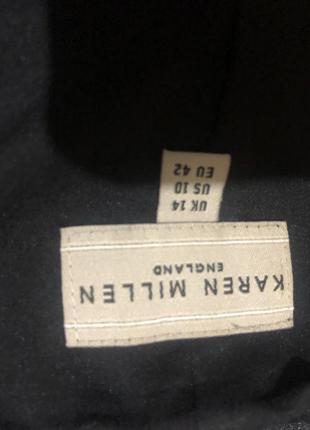 KAREN MILLEN
ENGLAND
UK 14
US 10
EU 42